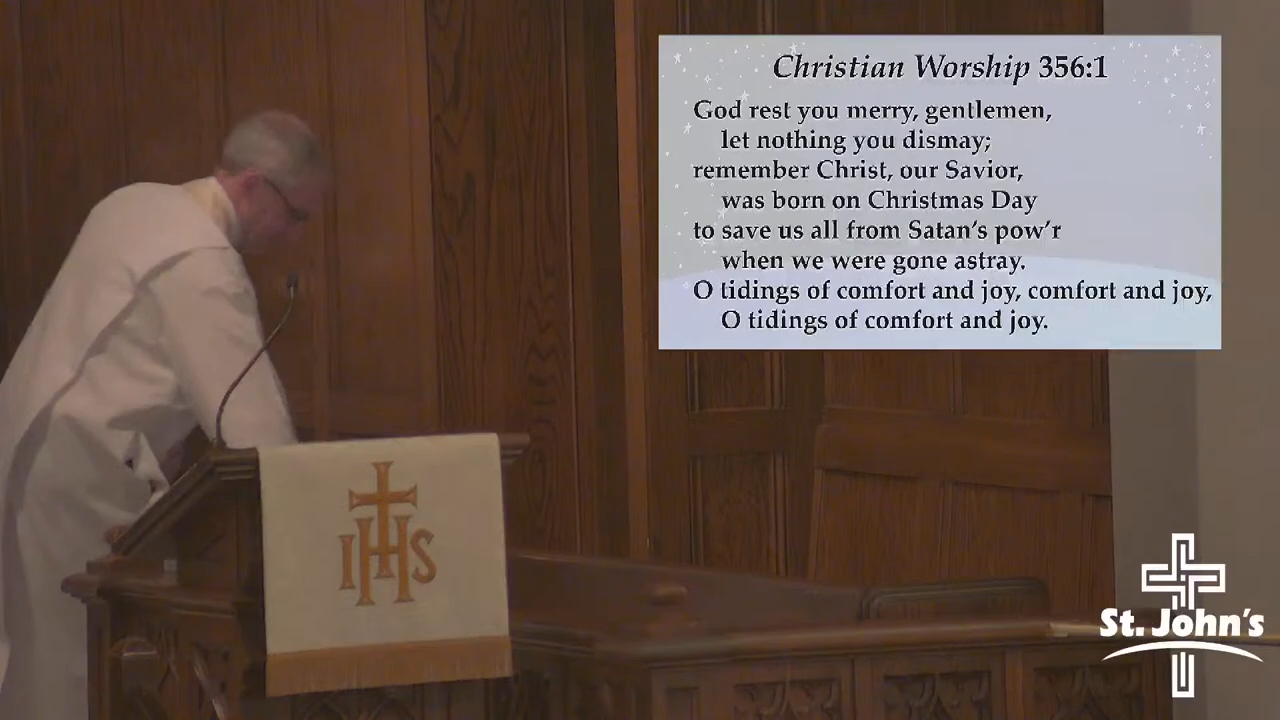 Christian Worship 356:1
God rest you merry, gentlemen,
let nothing you dismay;
remember Christ, our Savior,
was born on Christmas Day
to save us all from Satan's pow'r
when we were gone astray.
O tidings of comfort and joy, comfort and joy,
O tidings of comfort and joy.
IHS
St. John's